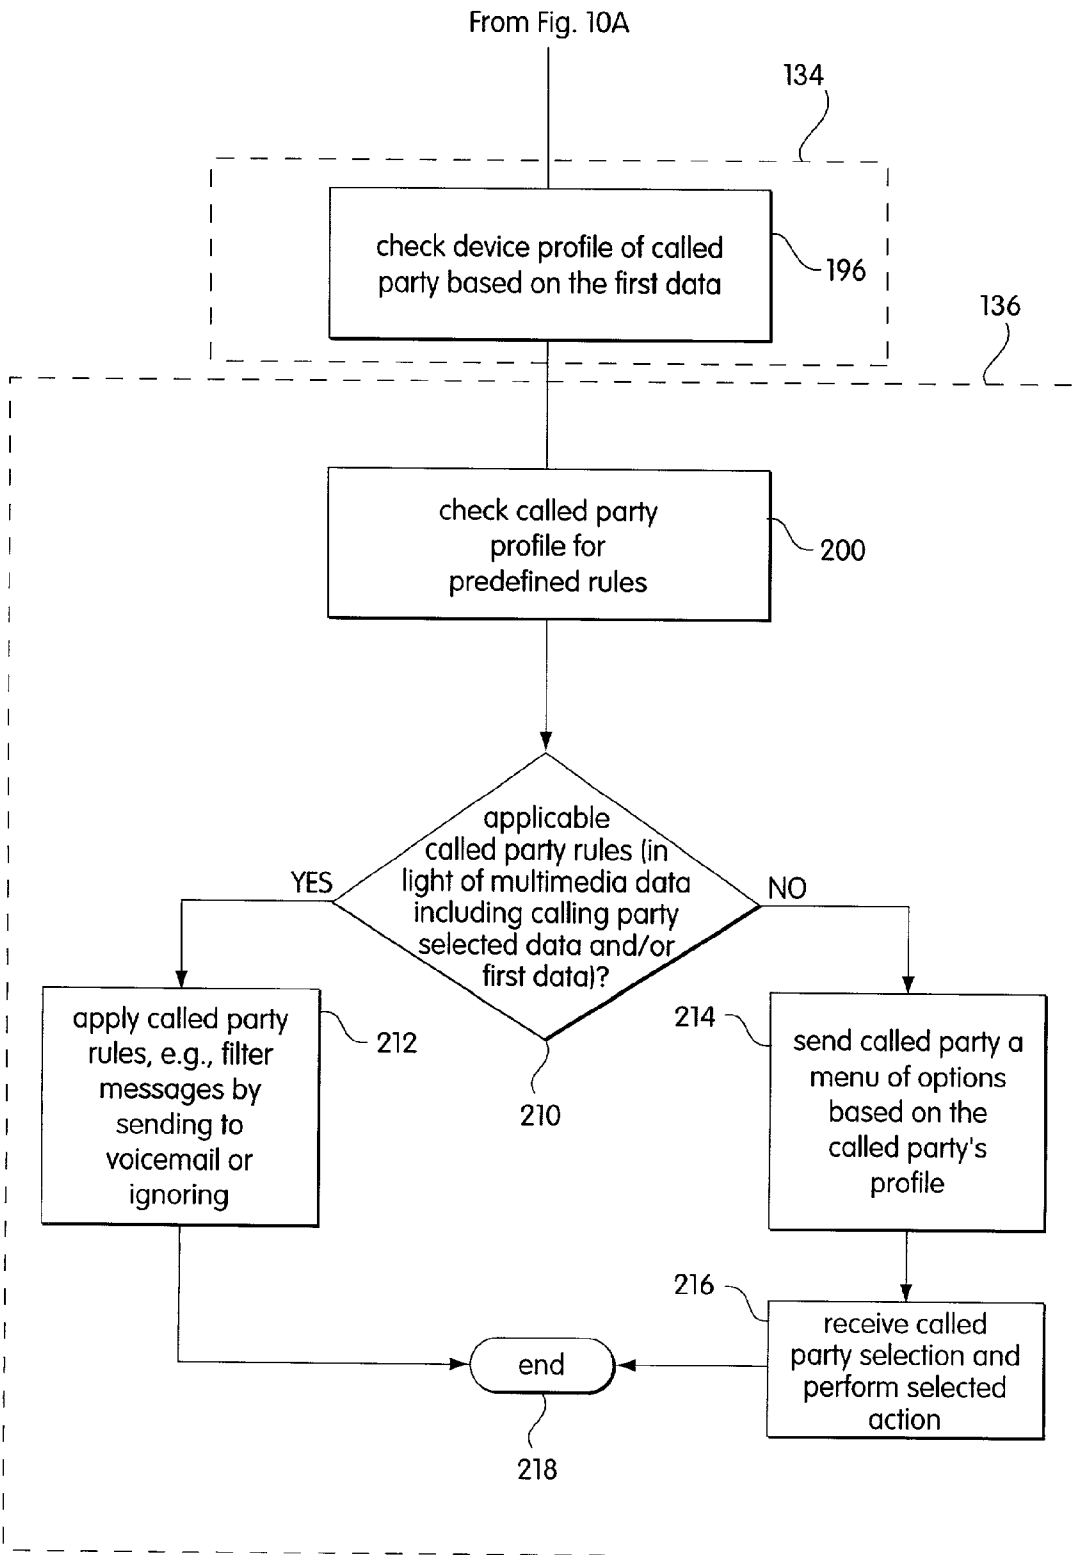 From Fig. 10A
134
check device profile of called
party based on the first data
196
136
check called party
profile for
predefined rules
200
applicable
called party rules (in
light of multimedia data
including calling party
selected data and/or
first data)?
YES
NO
210
apply called party
rules, e.g., filter
messages by
sending to
voicemail or
ignoring
212
214
send called party a
menu of options
based on the
called party's
profile
216
receive called
party selection and
perform selected
action
end
218